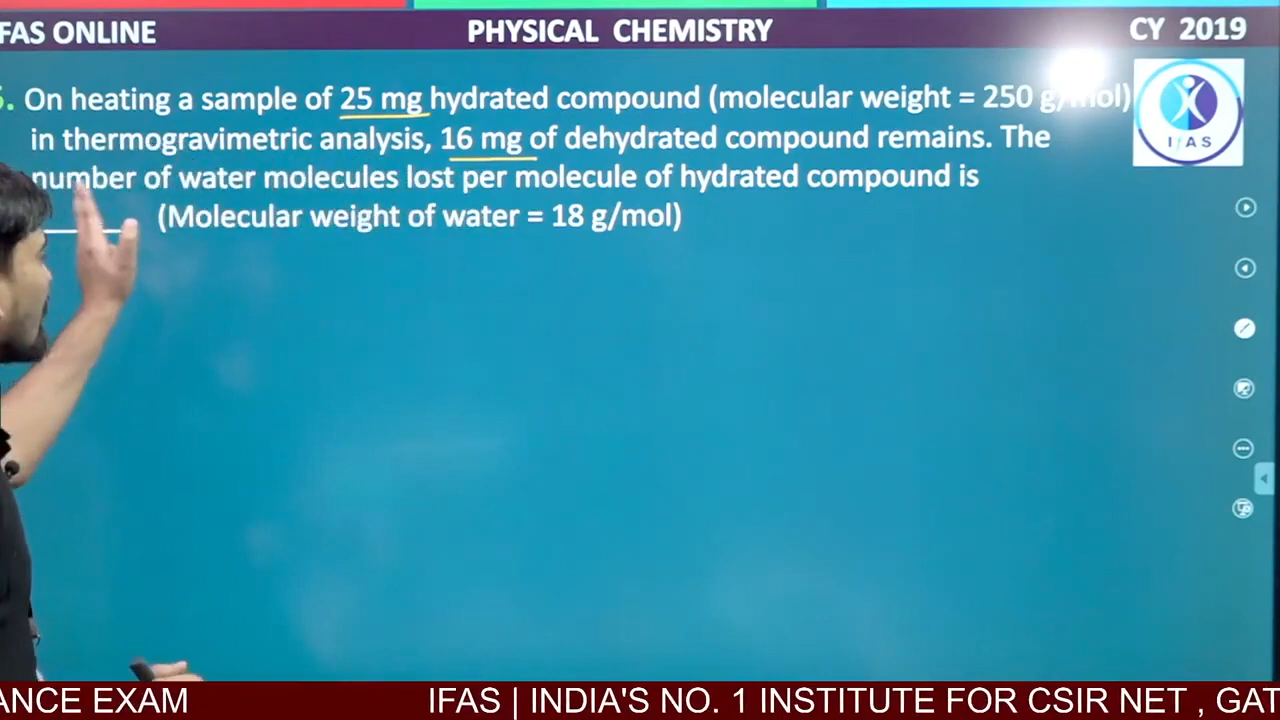 FAS ONLINE
PHYSICAL CHEMISTRY
CY 2019
. On heating a sample of 25 mg hydrated compound (molecular weight = 250 g/mol)
in thermogravimetric analysis, 16 mg of dehydrated compound remains. The
number of water molecules lost per molecule of hydrated compound is
(Molecular weight of water = 18 g/mol)
IFAS
ANCE EXAM
IFAS | INDIA'S NO. 1 INSTITUTE FOR CSIR NET , GAT